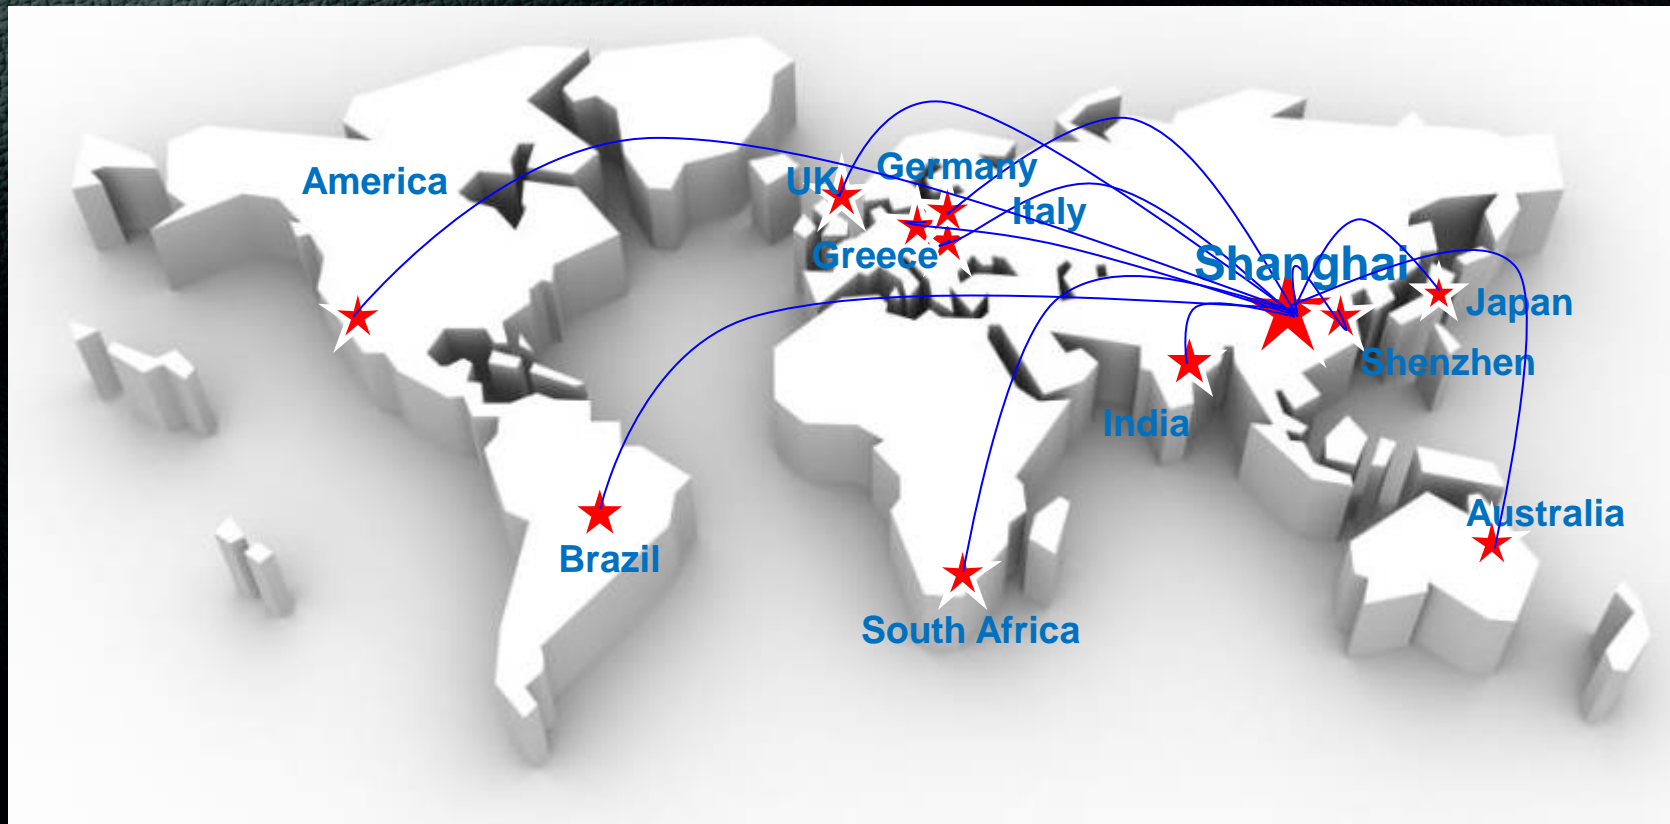 America
UK
Germany
Italy
Greece
Shanghai
Japan
Shenzhen
India
Australia
Brazil
South Africa